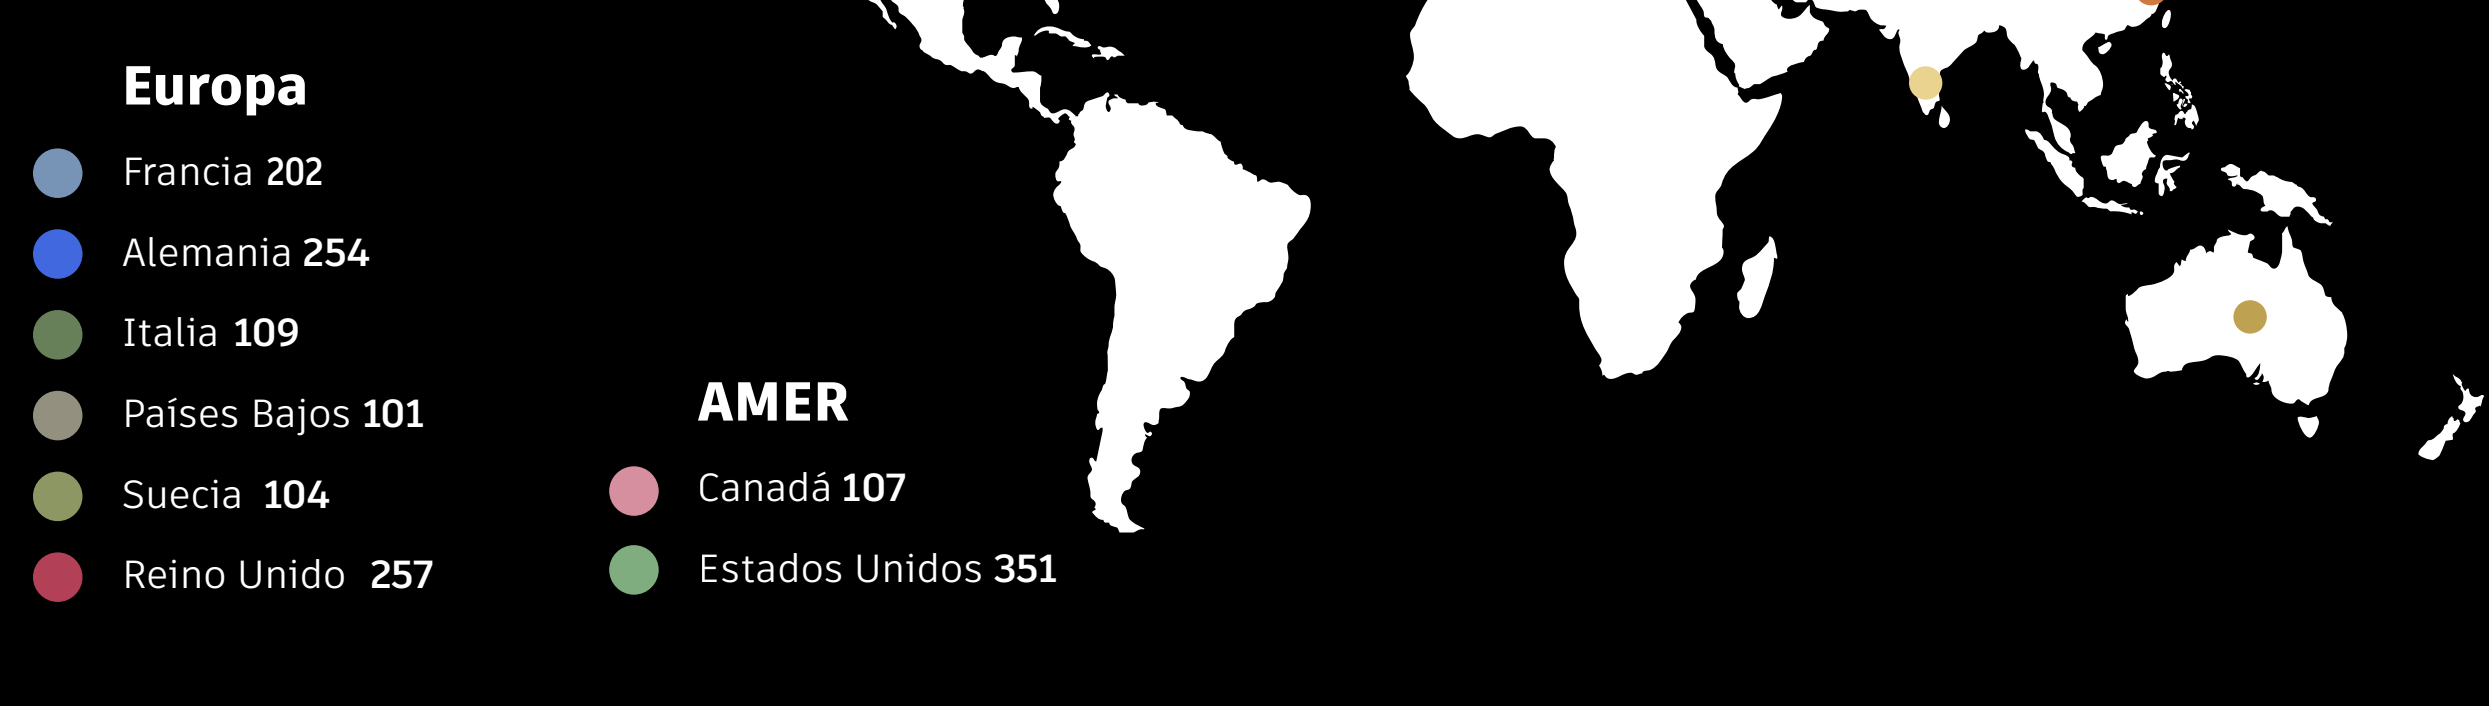 Europa
Francia 202
Alemania 254
Italia 109
Países Bajos 101
Suecia 104
Reino Unido 257
AMER
Canadá 107
Estados Unidos 351